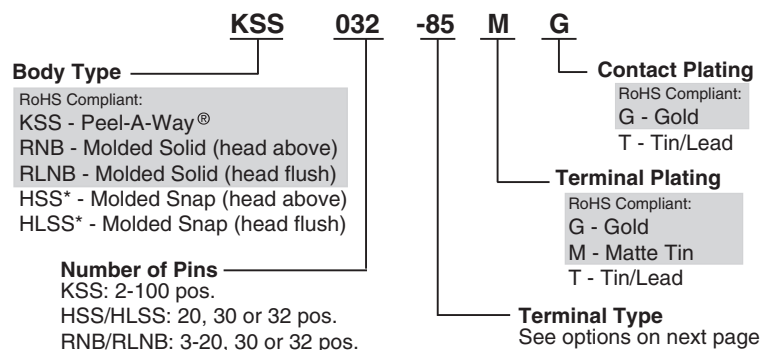 KSS 032 -85 M G
Body Type
RoHS Compliant:
KSS - Peel-A-Way®
RNB - Molded Solid (head above)
RLNB - Molded Solid (head flush)
HSS* - Molded Snap (head above)
HLSS* - Molded Snap (head flush)
Number of Pins
KSS: 2-100 pos.
HSS/HLSS: 20, 30 or 32 pos.
RNB/RLNB: 3-20, 30 or 32 pos.
Contact Plating
RoHS Compliant:
G - Gold
T - Tin/Lead
Terminal Plating
RoHS Compliant:
G - Gold
M - Matte Tin
T - Tin/Lead
Terminal Type
See options on next page